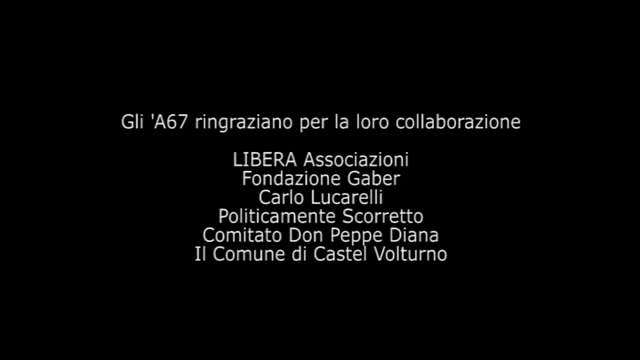 Gli 'A67 ringraziano per la loro collaborazione
LIBERA Associazioni
Fondazione Gaber
Carlo Lucarelli
Politicamente Scorretto
Comitato Don Peppe Diana
Il Comune di Castel Volturno